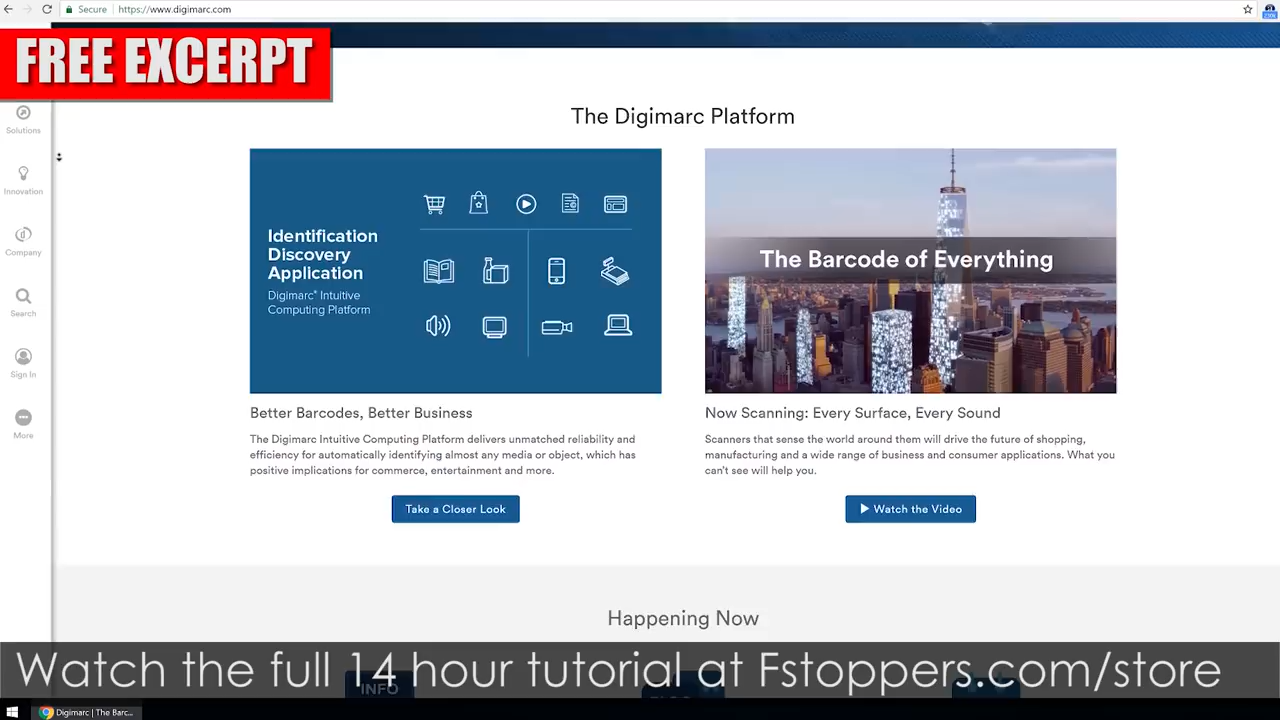 Secure
https://www.digimarc.com
FREE EXCERPT
Solutions
Innovation
Company
Search
Sign In
More
The Digimarc Platform
Identification
Discovery
Application
Digimarc® Intuitive
Computing Platform
The Barcode of Everything
Better Barcodes, Better Business
The Digimarc Intuitive Computing Platform delivers unmatched reliability and
efficiency for automatically identifying almost any media or object, which has
positive implications for commerce, entertainment and more.
Take a Closer Look
Now Scanning: Every Surface, Every Sound
Scanners that sense the world around them will drive the future of shopping,
manufacturing and a wide range of business and consumer applications. What you
can't see will help you.
Watch the Video
Happening Now
INFO
Watch the full 14 hour tutorial at Fstoppers.com/store
Digimarc | The Barc...